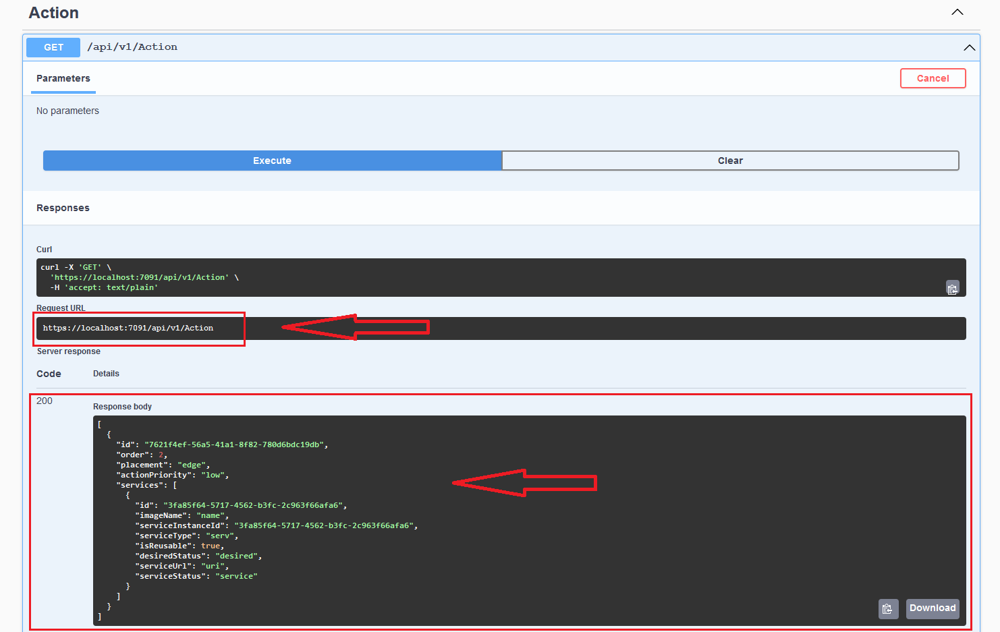 Action
GET /api/v1/Action
Parameters
Cancel
No parameters
Execute
Clear
Responses
Curl
curl -X 'GET' \
  'https://localhost:7091/api/v1/Action' \
  -H 'accept: text/plain'
Request URL
https://localhost:7091/api/v1/Action
Server response
Code Details
200
Response body
[
  {
    "id": "7621f4ef-56a5-41a1-8f82-780d6bdc19db",
    "order": 2,
    "placement": "edge",
    "actionPriority": "low",
    "services": [
      {
        "id": "3fa85f64-5717-4562-b3fc-2c963f66afa6",
        "imageName": "name",
        "serviceInstanceId": "3fa85f64-5717-4562-b3fc-2c963f66afa6",
        "serviceType": "serv",
        "isReusable": true,
        "desiredStatus": "desired",
        "serviceUrl": "uri",
        "serviceStatus": "service"
      }
    ]
  }
]
Download